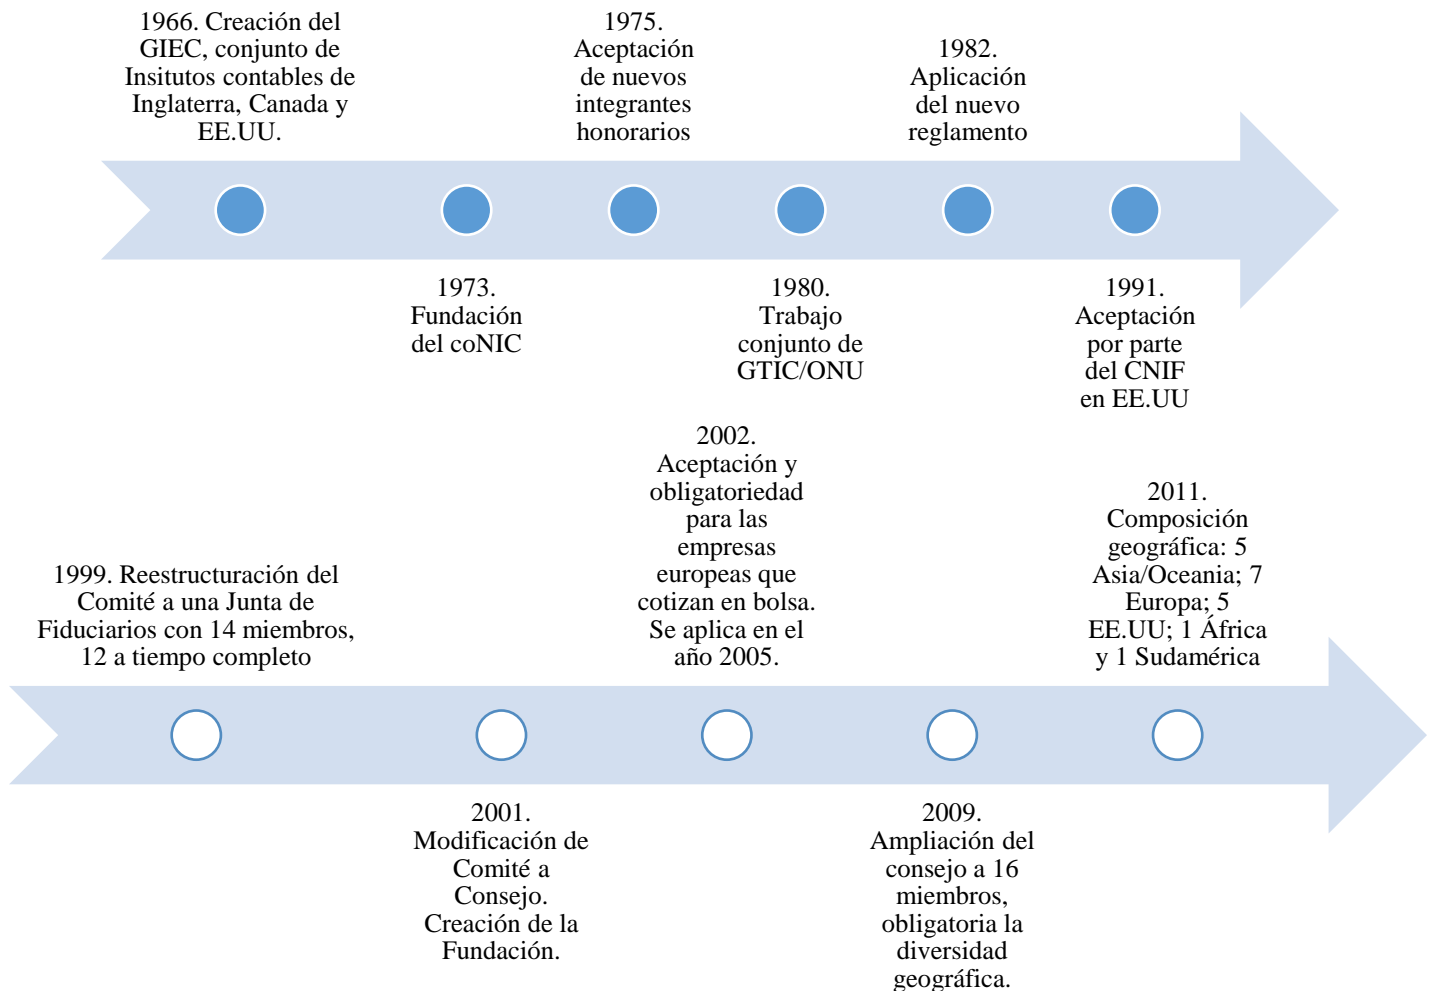 1966. Creación del
GIEC, conjunto de
Insitutos contables de
Inglaterra, Canada y
EE.UU.
1973.
Fundación
del coNIC
1975.
Aceptación
de nuevos
integrantes
honorarios
1980.
Trabajo
conjunto de
GTIC/ONU
1982.
Aplicación
del nuevo
reglamento
1991.
Aceptación
por parte
del CNIF
en EE.UU
1999. Reestructuración del
Comité a una Junta de
Fiduciarios con 14 miembros,
12 a tiempo completo
2001.
Modificación de
Comité a
Consejo.
Creación de la
Fundación.
2002.
Aceptación y
obligatoriedad
para las
empresas
europeas que
cotizan en bolsa.
Se aplica en el
año 2005.
2009.
Ampliación del
consejo a 16
miembros,
obligatoria la
diversidad
geográfica.
2011.
Composición
geográfica: 5
Asia/Oceania; 7
Europa; 5
EE.UU; 1 África
y 1 Sudamérica